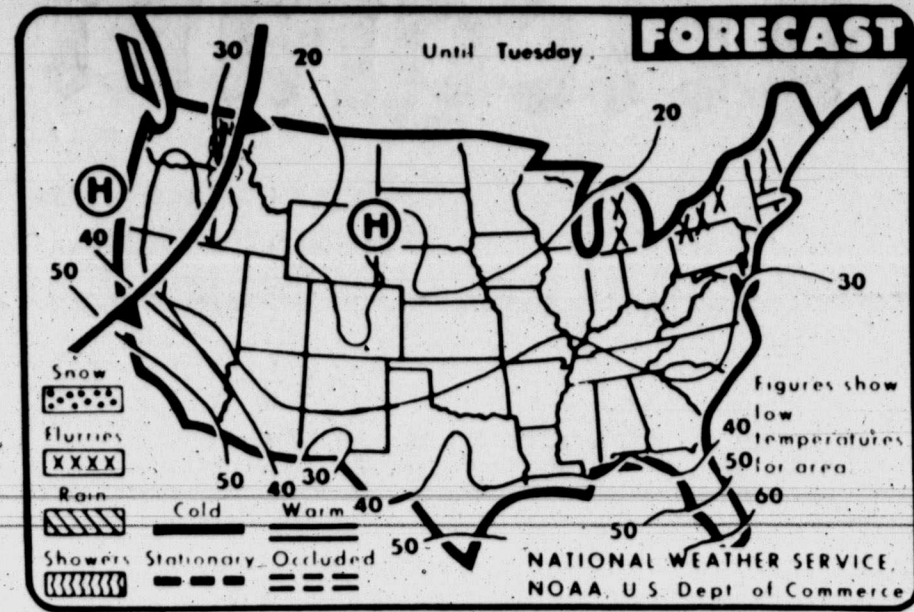 FORECAST
Until Tuesday
30
20
20
H
H
40
50
30
Snow
Flurries
XXXX
Rain
Showers
Cold
Warm
Stationary
Occluded
50
40
30
40
50
50
40
50
60
Figures show
low
temperatures
for area
NATIONAL WEATHER SERVICE,
NOAA, U.S. Dept of Commerce